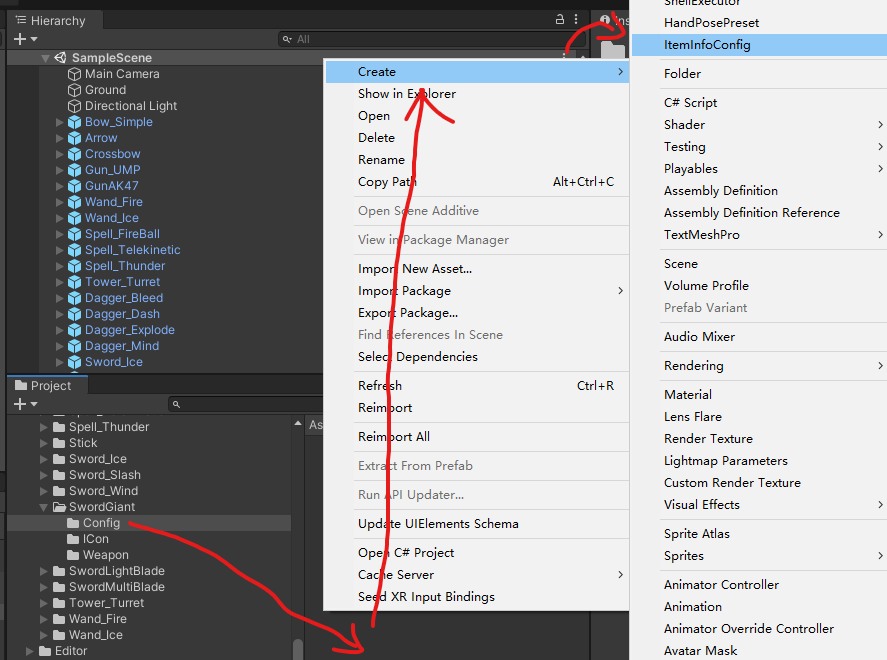 Hierarchy
Ins
All
SampleScene
Main Camera
Ground
Directional Light
Bow_Simple
Arrow
Crossbow
Gun_UMP
GunAK47
Wand_Fire
Wand_Ice
Spell_FireBall
Spell_Telekinetic
Spell_Thunder
Tower_Turret
Dagger_Bleed
Dagger_Dash
Dagger_Explode
Dagger_Mind
Sword_Ice
Project
As
Spell_Thunder
Stick
Sword_Ice
Sword_Slash
Sword_Wind
SwordGiant
Config
ICon
Weapon
SwordLightBlade
SwordMultiBlade
Tower_Turret
Wand_Fire
Wand_Ice
Editor
Create
Show in Explorer
Open
Delete
Rename
Copy Path Alt+Ctrl+C
Open Scene Additive
View in Package Manager
Import New Asset...
Import Package
Export Package...
Find References In Scene
Select Dependencies
Refresh Ctrl+R
Reimport
Reimport All
Extract From Prefab
Run API Updater...
Update UIElements Schema
Open C# Project
Cache Server
Seed XR Input Bindings
ShellExecutor
HandPosePreset
ItemInfoConfig
Folder
C# Script
Shader
Testing
Playables
Assembly Definition
Assembly Definition Reference
TextMeshPro
Scene
Volume Profile
Prefab Variant
Audio Mixer
Rendering
Material
Lens Flare
Render Texture
Lightmap Parameters
Custom Render Texture
Visual Effects
Sprite Atlas
Sprites
Animator Controller
Animation
Animator Override Controller
Avatar Mask